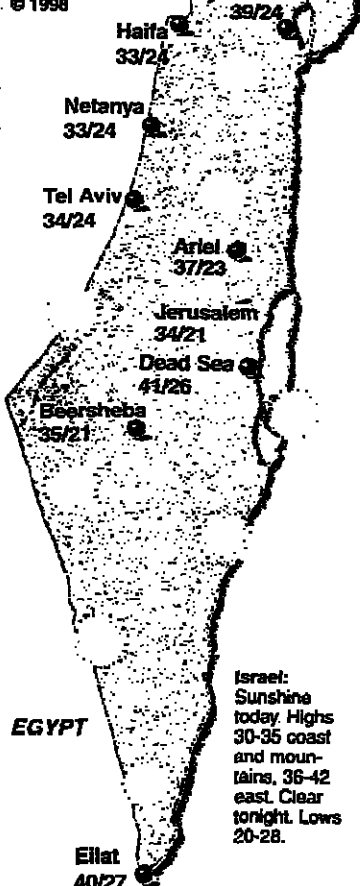 © 1998
39/24
Haifa
33/24
Netanya
33/24
Tel Aviv
34/24
Ariel
37/23
Jerusalem
34/21
Dead Sea
41/26
Beersheba
35/21
EGYPT
Israel:
Sunshine
today. Highs
30-35 coast
and moun-
tains, 36-42
east. Clear
tonight. Lows
20-28.
Eilat
40/27